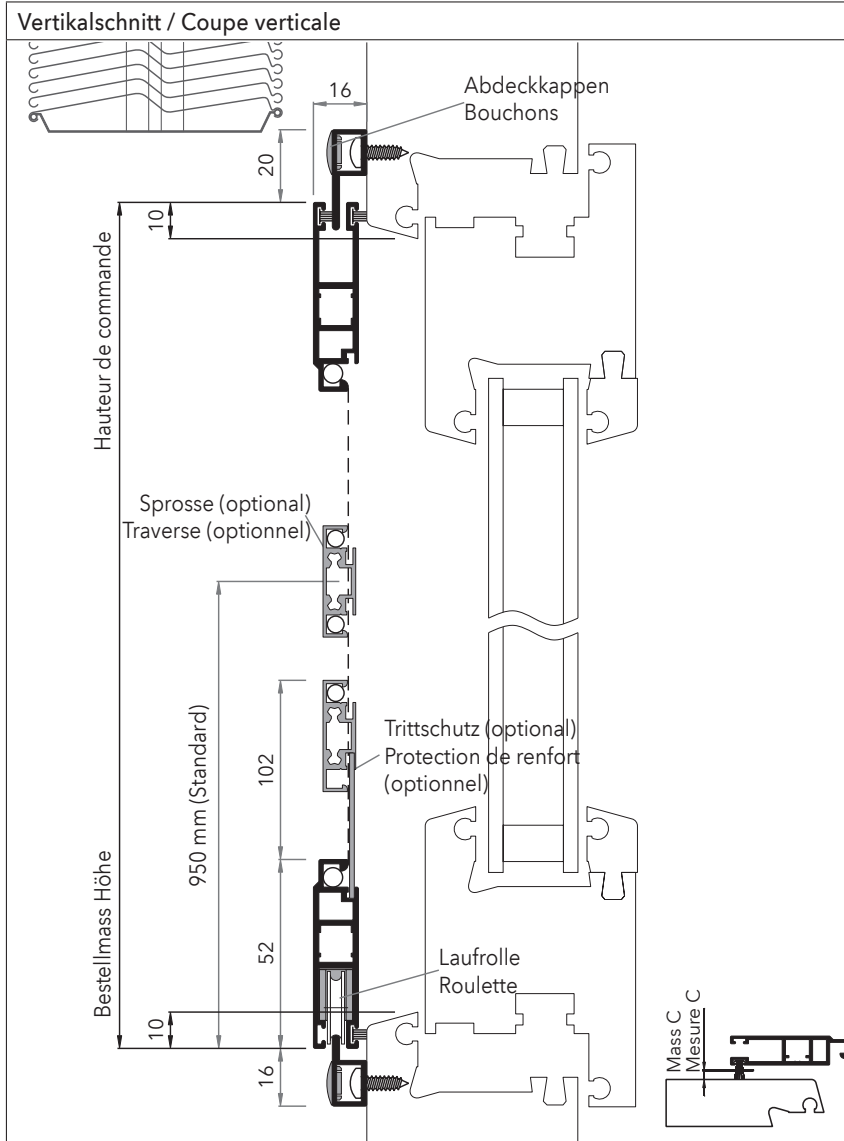 Vertikalschnitt / Coupe verticale
16
Abdeckkappen
Bouchons
20
10
Hauteur de commande
Sprosse (optional)
Traverse (optionnel)
950 mm (Standard)
102
Trittschutz (optional)
Protection de renfort
(optionnel)
Bestellmass Höhe
52
Laufrolle
Roulette
10
16
Mass C
Mesure C